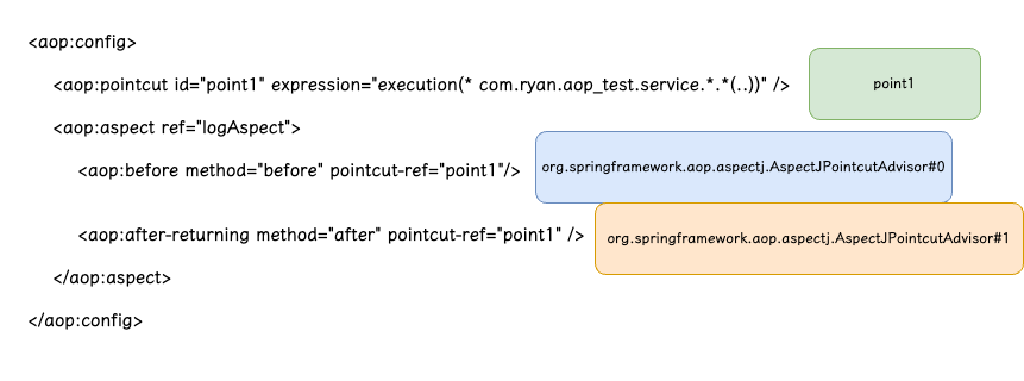 <aop:config>
<aop:pointcut id="point1" expression="execution(* com.ryan.aop_test.service.*.*(..))" />
point1
<aop:aspect ref="logAspect">
<aop:before method="before" pointcut-ref="point1"/>
org.springframework.aop.aspectj.AspectJPointcutAdvisor#0
<aop:after-returning method="after" pointcut-ref="point1" />
org.springframework.aop.aspectj.AspectJPointcutAdvisor#1
</aop:aspect>
</aop:config>